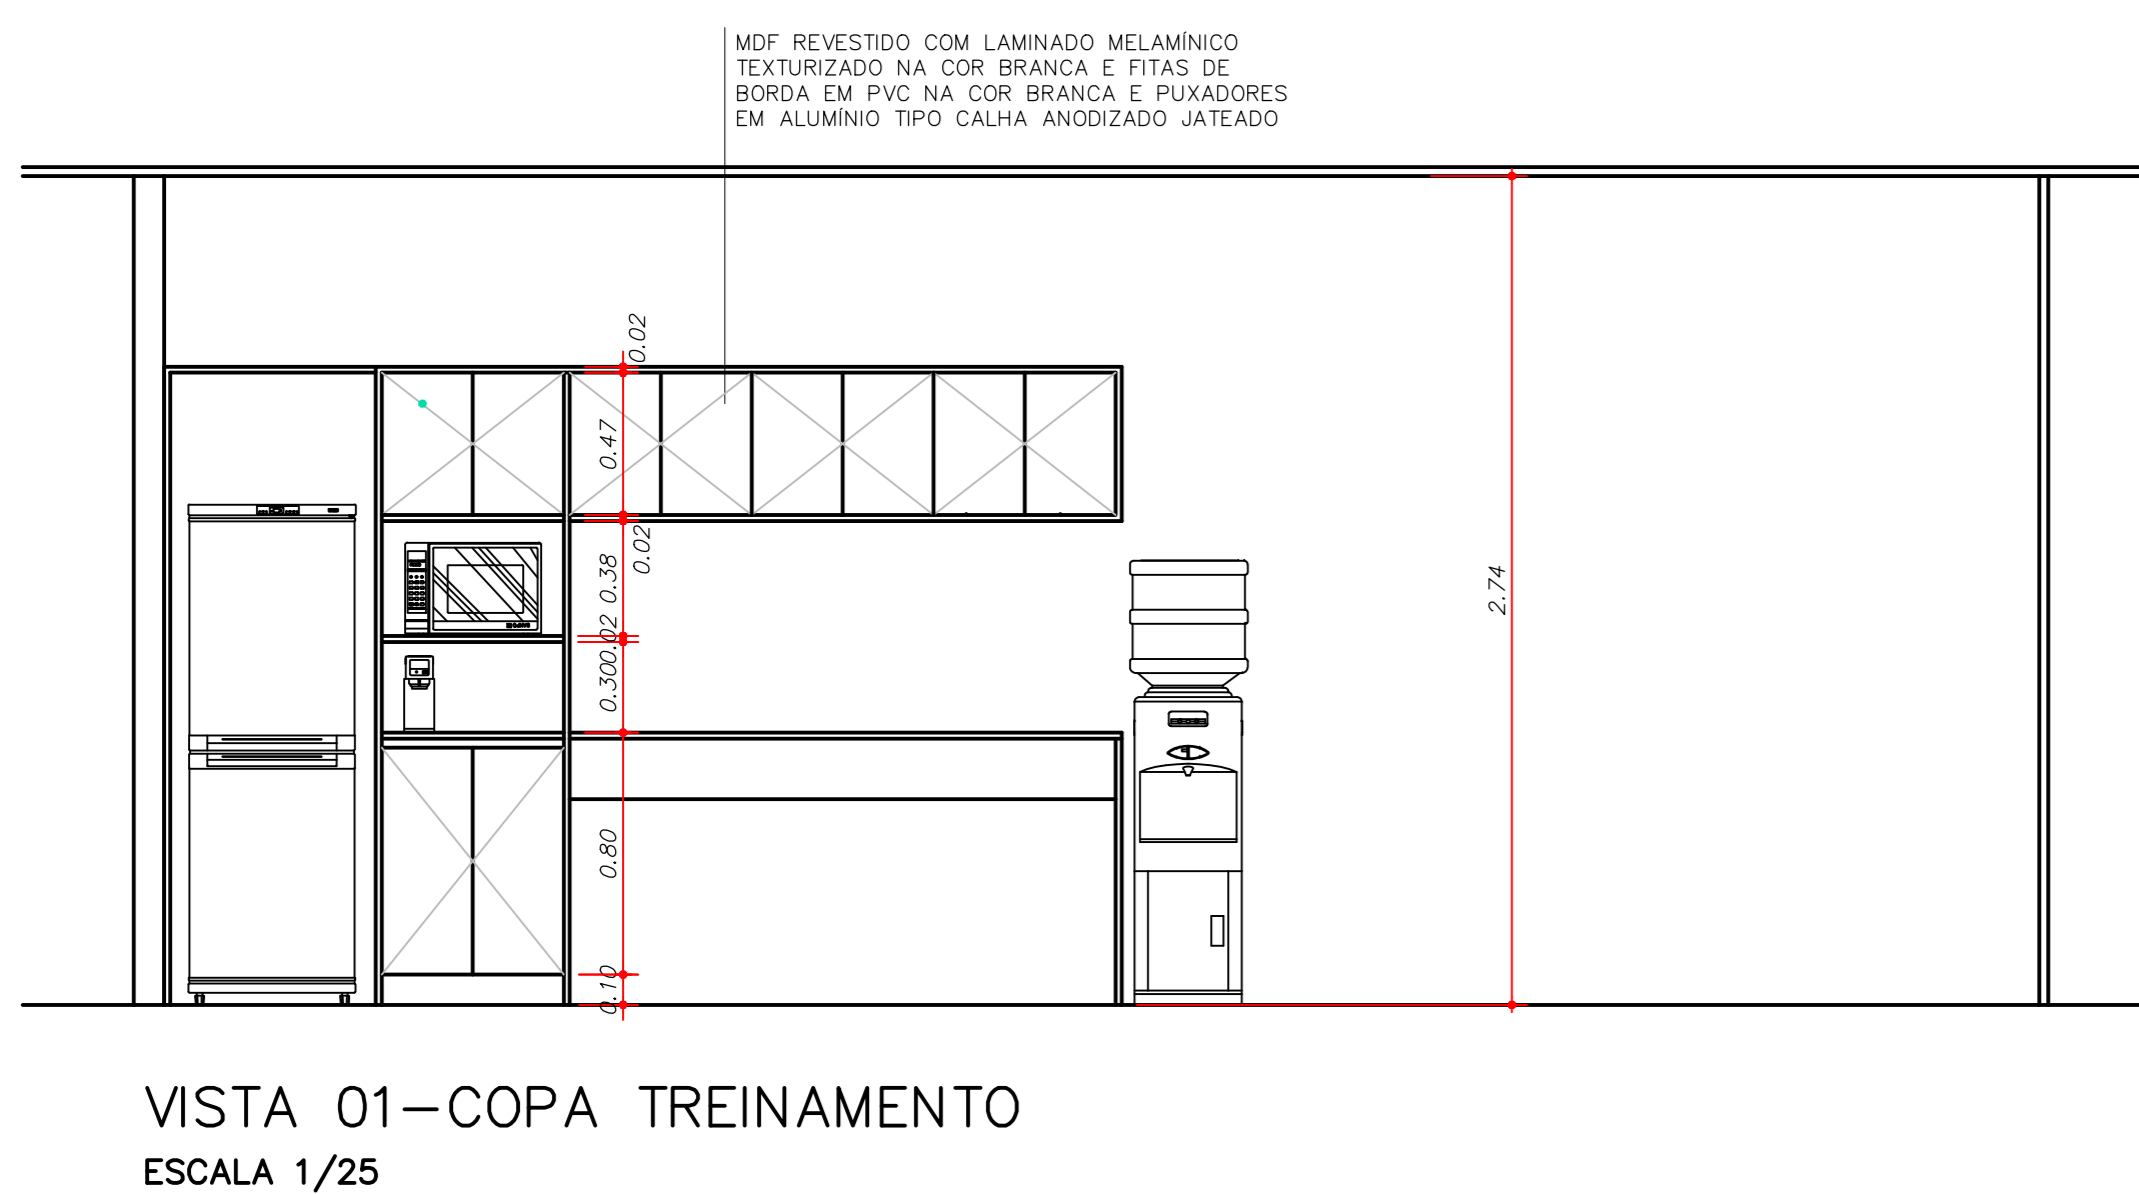 MDF REVESTIDO COM LAMINADO MELAMÍNICO
TEXTURIZADO NA COR BRANCA E FITAS DE
BORDA EM PVC NA COR BRANCA E PUXADORES
EM ALUMÍNIO TIPO CALHA ANODIZADO JATEADO
0.02
0.47
0.02
0.38
0.02
0.30
0.80
0.10
2.74
VISTA 01-COPA TREINAMENTO
ESCALA 1/25